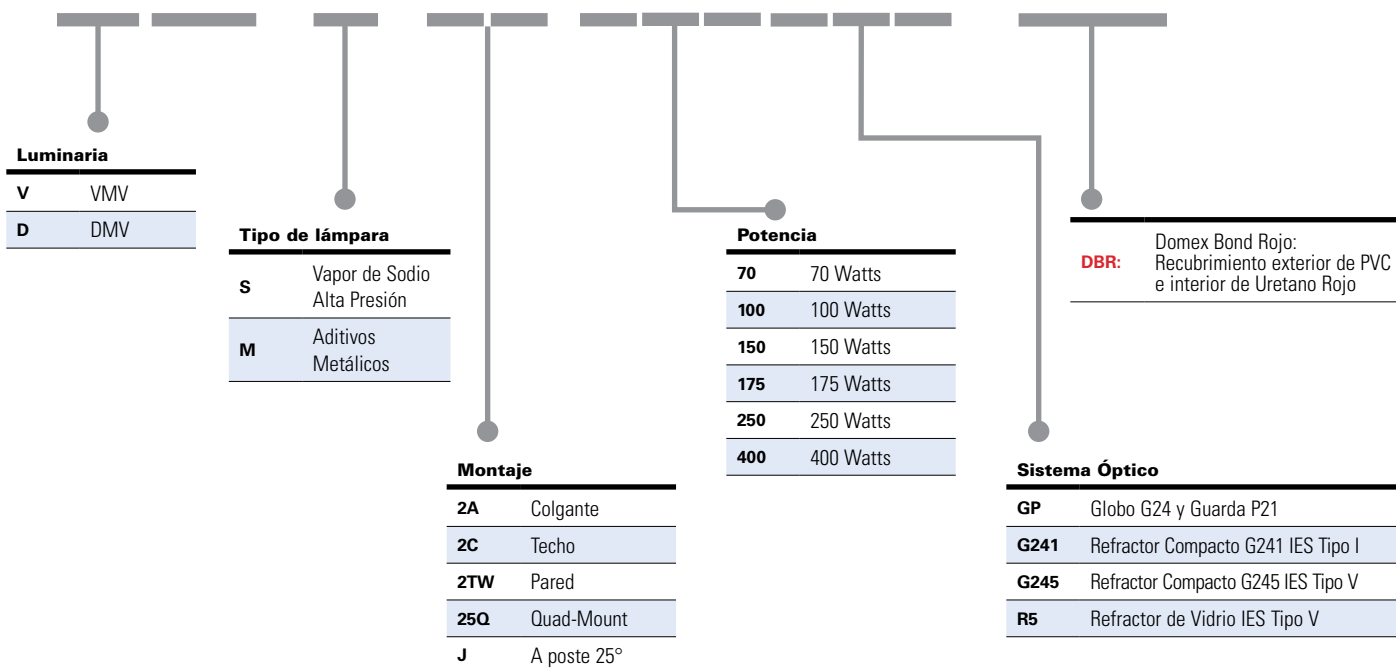 Luminaria
V VMV
D DMV
Tipo de lámpara
S Vapor de Sodio
Alta Presión
M Aditivos
Metálicos
Montaje
2A Colgante
2C Techo
2TW Pared
25Q Quad-Mount
J A poste 25°
Potencia
70 70 Watts
100 100 Watts
150 150 Watts
175 175 Watts
250 250 Watts
400 400 Watts
Sistema Óptico
GP Globo G24 y Guarda P21
G241 Refractor Compacto G241 IES Tipo I
G245 Refractor Compacto G245 IES Tipo V
R5 Refractor de Vidrio IES Tipo V
DBR: Domex Bond Rojo:
Recubrimiento exterior de PVC
e interior de Uretano Rojo